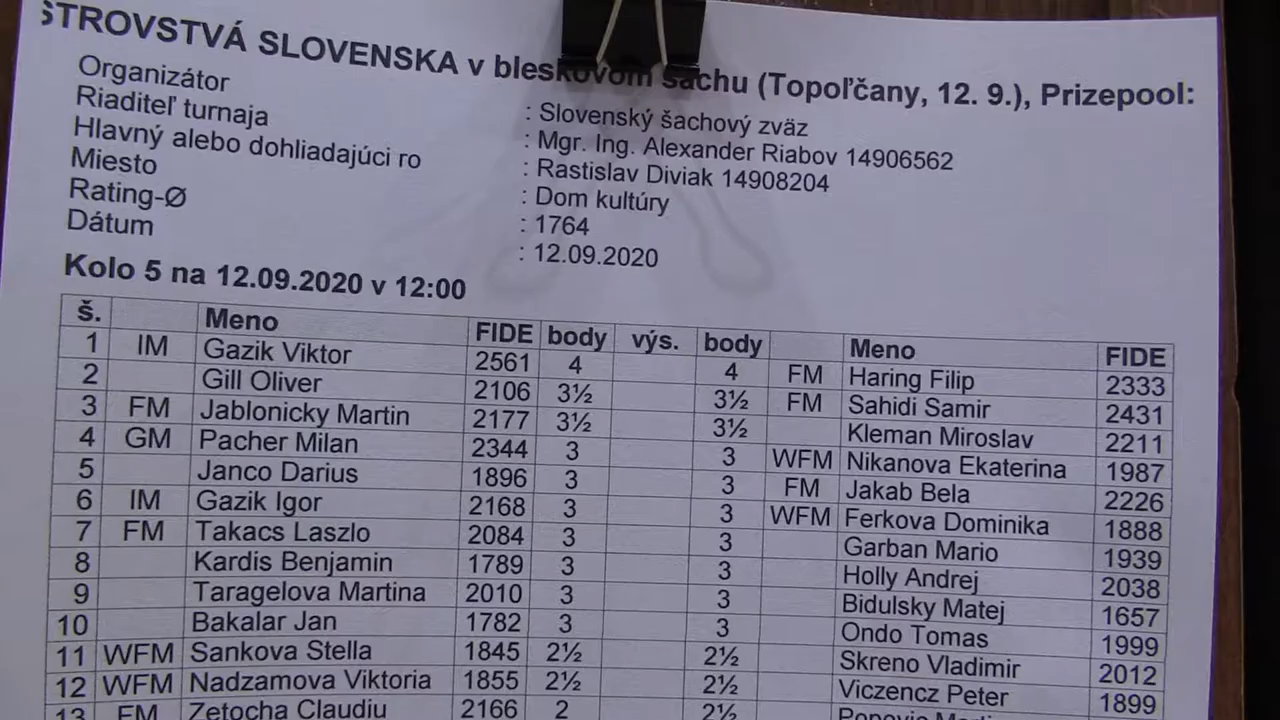 STROVSTVÁ SLOVENSKA v bleskovom šachu (Topoľčany, 12. 9.), Prizepool:
Organizátor : Slovenský šachový zväz
Riaditeľ turnaja : Mgr. Ing. Alexander Riabov 14906562
Hlavný alebo dohliadajúci ro : Rastislav Diviak 14908204
Miesto : Dom kultúry
Rating-Ø : 1764
Dátum : 12.09.2020
Kolo 5 na 12.09.2020 v 12:00
š. Meno FIDE body výs. body Meno FIDE
1 IM Gazik Viktor 2561 4 4 FM Haring Filip 2333
2 Gill Oliver 2106 3½ 3½ FM Sahidi Samir 2431
3 FM Jablonicky Martin 2177 3½ 3½ Kleman Miroslav 2211
4 GM Pacher Milan 2344 3 3 WFM Nikanova Ekaterina 1987
5 Janco Darius 1896 3 3 FM Jakab Bela 2226
6 IM Gazik Igor 2168 3 3 WFM Ferkova Dominika 1888
7 FM Takacs Laszlo 2084 3 3 Garban Mario 1939
8 Kardis Benjamin 1789 3 3 Holly Andrej 2038
9 Taragelova Martina 2010 3 3 Bidulsky Matej 1657
10 Bakalar Jan 1782 3 3 Ondo Tomas 1999
11 WFM Sankova Stella 1845 2½ 2½ Skreno Vladimir 2012
12 WFM Nadzamova Viktoria 1855 2½ 2½ Viczencz Peter 1899
13 FM Zetocha Claudiu 2166 2 2½